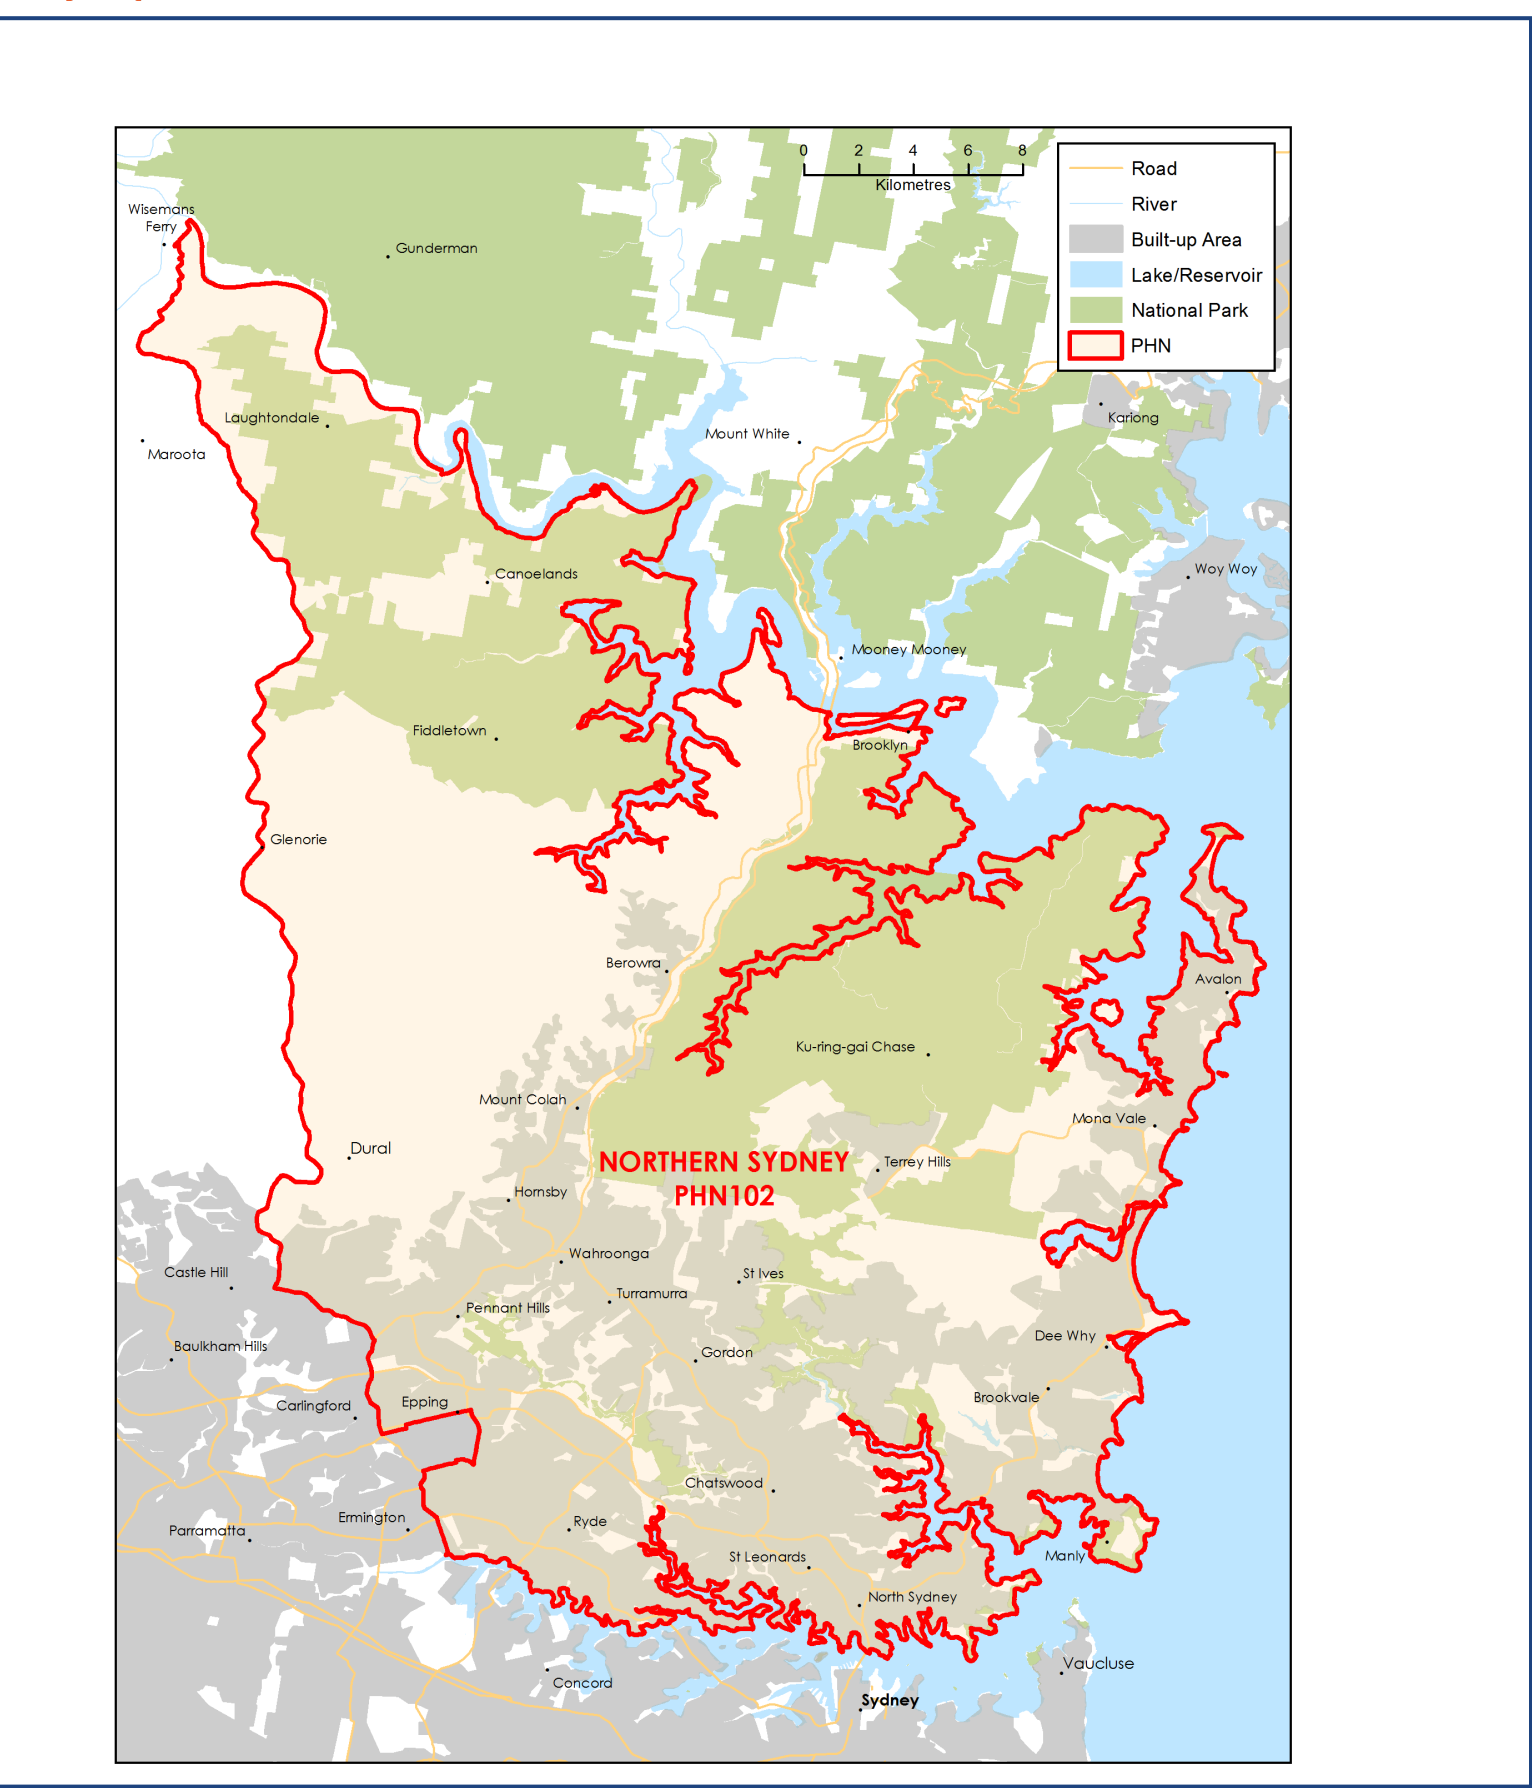 0 2 4 6 8
Kilometres
Road
River
Built-up Area
Lake/Reservoir
National Park
PHN
Wisemans
Ferry
Gunderman
Laughtondale
Maroota
Mount White
Kariong
Canoelands
Woy Woy
Mooney Mooney
Fiddletown
Brooklyn
Glenorie
Berowra
Avalon
Ku-ring-gai Chase
Mount Colah
Mona Vale
Dural
NORTHERN SYDNEY
PHN102
Terrey Hills
Hornsby
Wahroonga
Castle Hill
St Ives
Turramurra
Pennant Hills
Dee Why
Baulkham Hills
Gordon
Brookvale
Carlingford
Epping
Chatswood
Ermington
Ryde
Parramatta
St Leonards
Manly
North Sydney
Vaucluse
Concord
Sydney